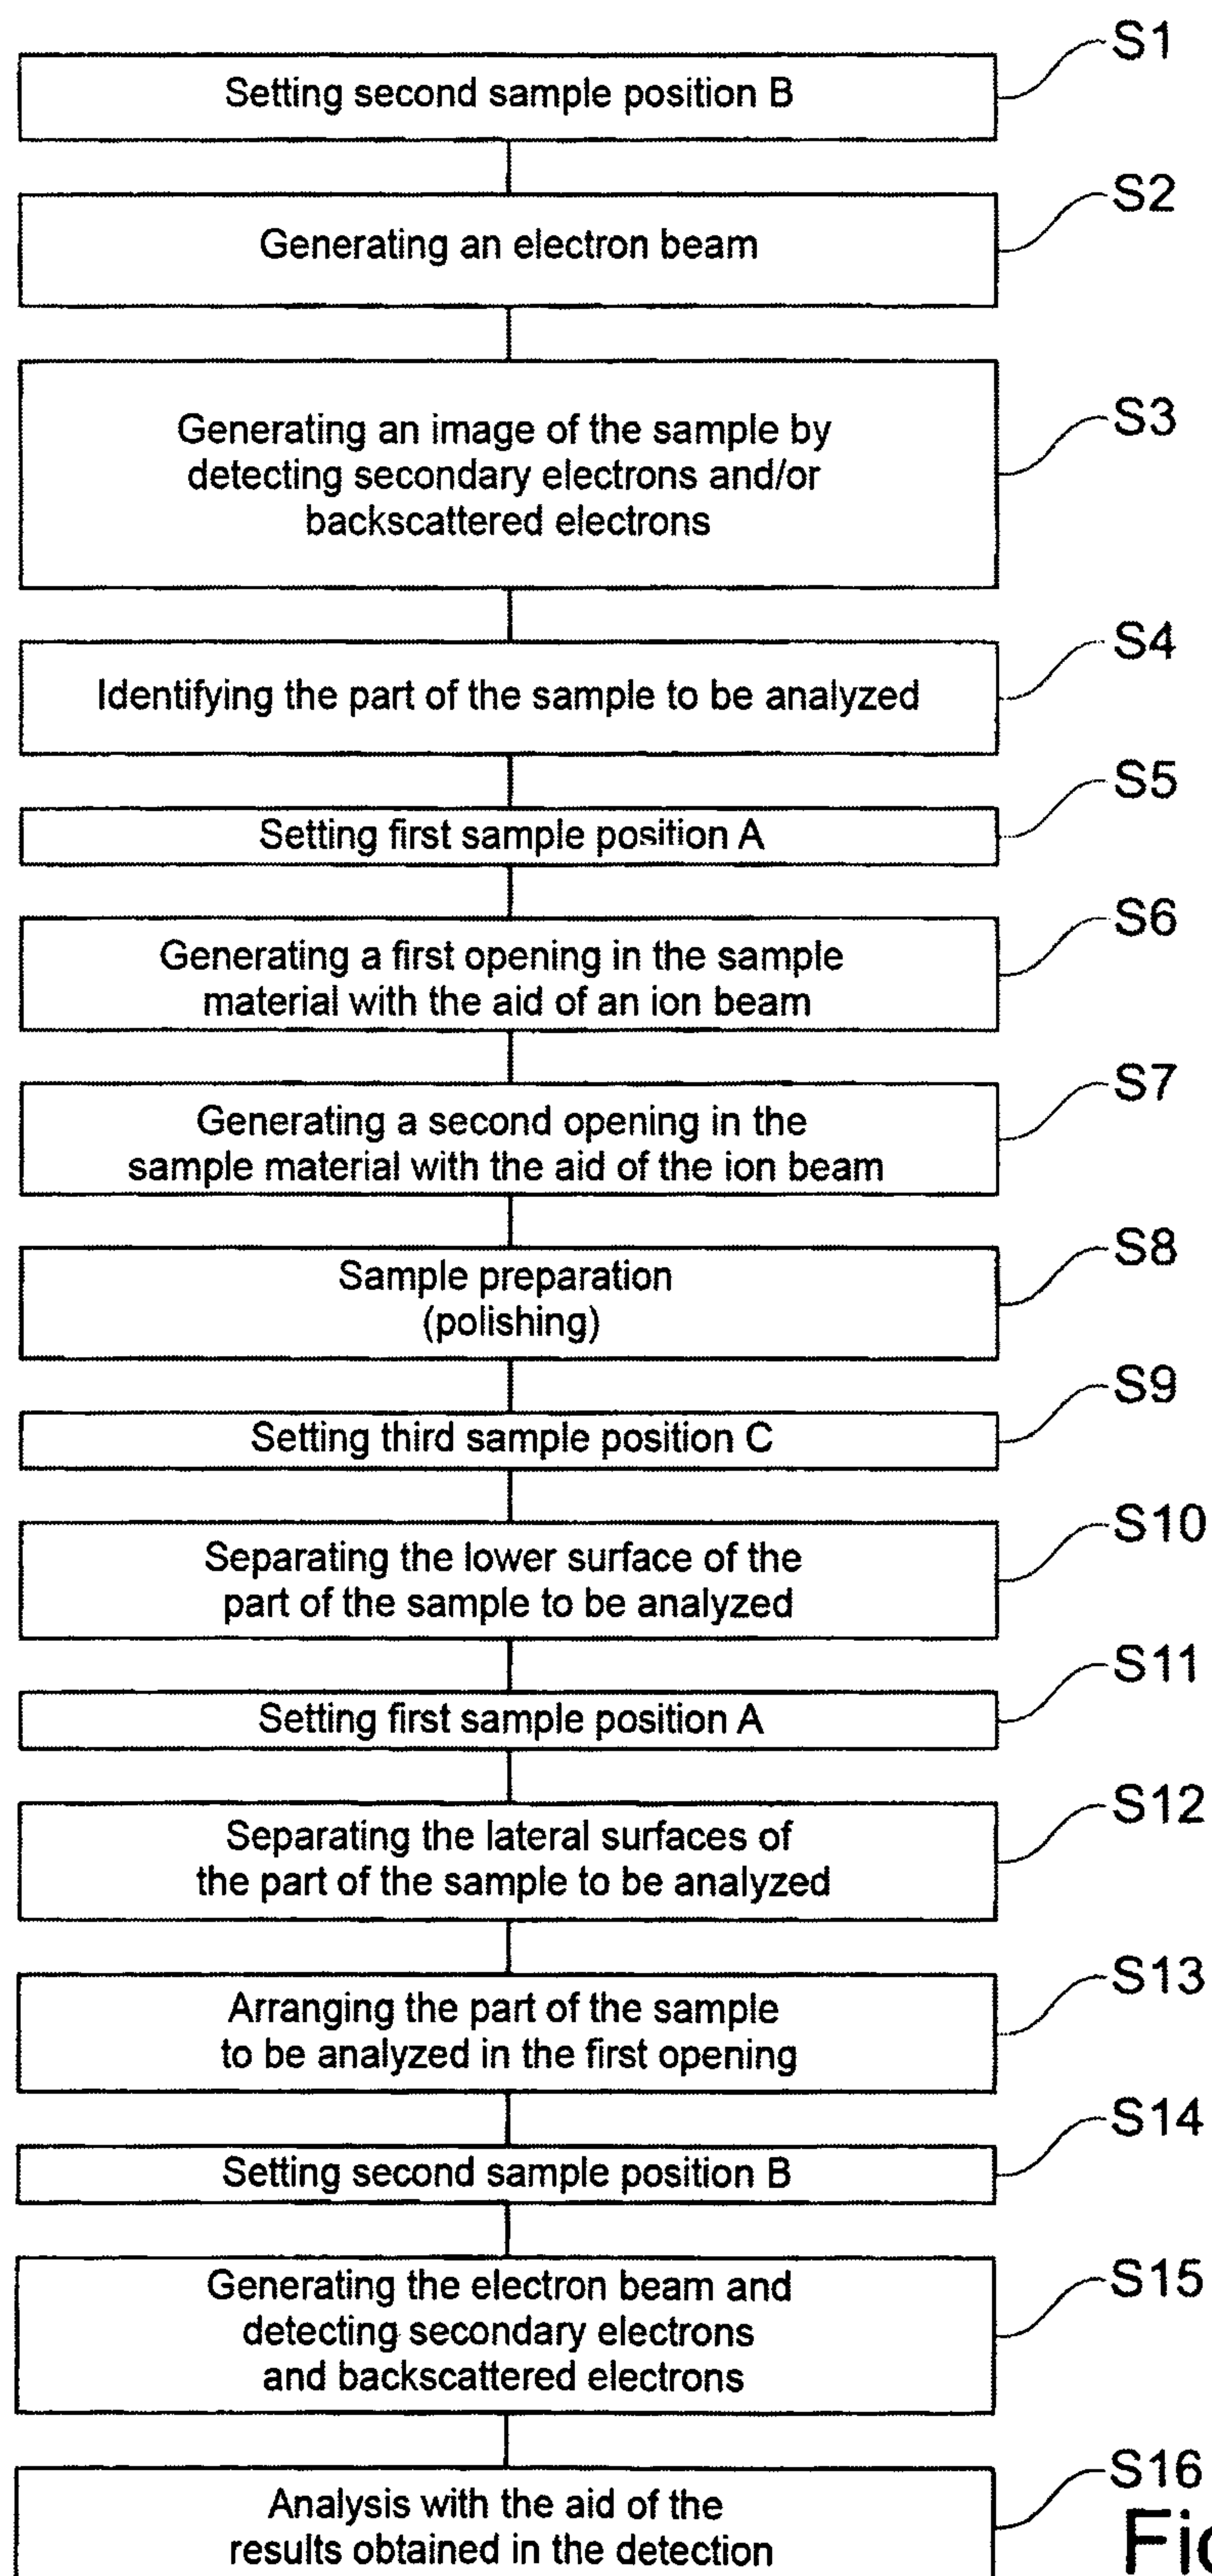 S1
Setting second sample position B
S2
Generating an electron beam
S3
Generating an image of the sample by
detecting secondary electrons and/or
backscattered electrons
S4
Identifying the part of the sample to be analyzed
S5
Setting first sample position A
S6
Generating a first opening in the sample
material with the aid of an ion beam
S7
Generating a second opening in the
sample material with the aid of the ion beam
S8
Sample preparation
(polishing)
S9
Setting third sample position C
S10
Separating the lower surface of the
part of the sample to be analyzed
S11
Setting first sample position A
S12
Separating the lateral surfaces of
the part of the sample to be analyzed
S13
Arranging the part of the sample
to be analyzed in the first opening
S14
Setting second sample position B
S15
Generating the electron beam and
detecting secondary electrons
and backscattered electrons
S16
Analysis with the aid of the
results obtained in the detection